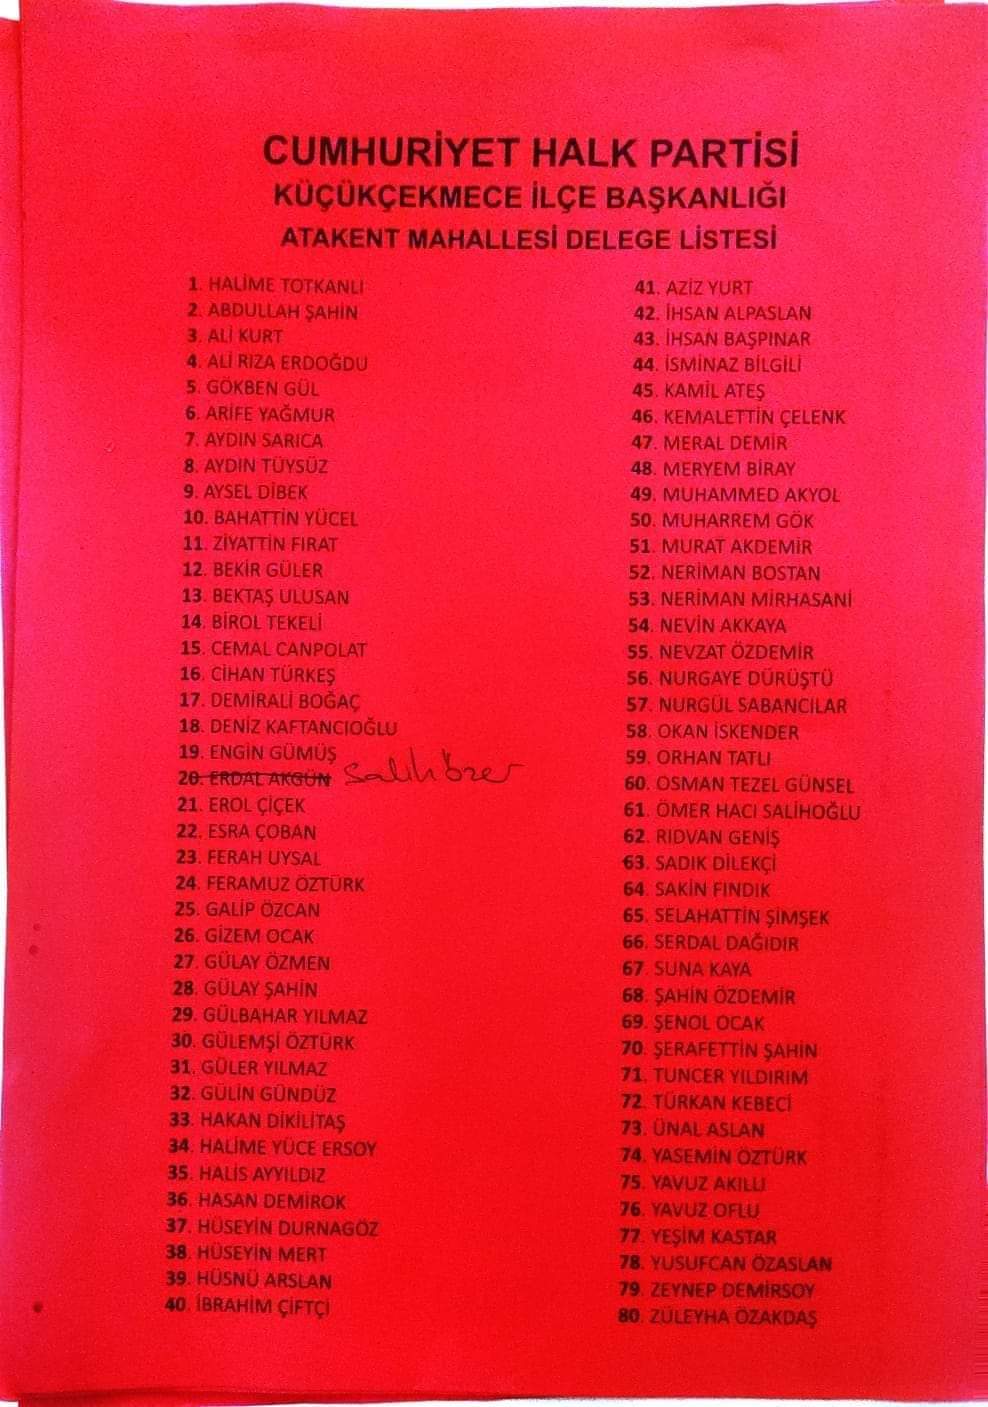 CUMHURİYET HALK PARTİSİ
KÜÇÜKÇEKMECE İLÇE BAŞKANLIĞI
ATAKENT MAHALLESİ DELEGE LİSTESİ
1. HALİME TOTKANLI
2. ABDULLAH ŞAHİN
3. ALİ KURT
4. ALİ RIZA ERDOĞDU
5. GÖKBEN GÜL
6. ARİFE YAĞMUR
7. AYDIN SARICA
8. AYDIN TÜYSÜZ
9. AYSEL DİBEK
10. BAHATTİN YÜCEL
11. ZİYATTİN FIRAT
12. BEKİR GÜLER
13. BEKTAŞ ULUSAN
14. BİROL TEKELİ
15. CEMAL CANPOLAT
16. CİHAN TÜRKEŞ
17. DEMİRALİ BOĞAÇ
18. DENİZ KAFTANCIOĞLU
19. ENGİN GÜMÜŞ
20. ERDAL AKGÜN Salih Özer
21. EROL ÇİÇEK
22. ESRA ÇOBAN
23. FERAH UYSAL
24. FERAMUZ ÖZTÜRK
25. GALİP ÖZCAN
26. GİZEM OCAK
27. GÜLAY ÖZMEN
28. GÜLAY ŞAHİN
29. GÜLBAHAR YILMAZ
30. GÜLEMŞİ ÖZTÜRK
31. GÜLER YILMAZ
32. GÜLİN GÜNDÜZ
33. HAKAN DİKİLİTAŞ
34. HALİME YÜCE ERSOY
35. HALİS AYYILDIZ
36. HASAN DEMİROK
37. HÜSEYİN DURNAGÖZ
38. HÜSEYİN MERT
39. HÜSNÜ ARSLAN
40. İBRAHİM ÇİFTÇİ
41. AZİZ YURT
42. İHSAN ALPASLAN
43. İHSAN BAŞPINAR
44. İSMİNAZ BİLGİLİ
45. KAMİL ATEŞ
46. KEMALETTİN ÇELENK
47. MERAL DEMİR
48. MERYEM BİRAY
49. MUHAMMED AKYOL
50. MUHARREM GÖK
51. MURAT AKDEMİR
52. NERİMAN BOSTAN
53. NERİMAN MİRHASANİ
54. NEVİN AKKAYA
55. NEVZAT ÖZDEMİR
56. NURGAYE DÜRÜŞTÜ
57. NURGÜL SABANCILAR
58. OKAN İSKENDER
59. ORHAN TATLI
60. OSMAN TEZEL GÜNSEL
61. ÖMER HACI SALİHOĞLU
62. RIDVAN GENİŞ
63. SADIK DİLEKÇİ
64. SAKİN FINDIK
65. SELAHATTİN ŞİMŞEK
66. SERDAL DAĞIDIR
67. SUNA KAYA
68. ŞAHİN ÖZDEMİR
69. ŞENOL OCAK
70. ŞERAFETTİN ŞAHİN
71. TUNCER YILDIRIM
72. TÜRKAN KEBECİ
73. ÜNAL ASLAN
74. YASEMİN ÖZTÜRK
75. YAVUZ AKILLI
76. YAVUZ OFLU
77. YEŞİM KASTAR
78. YUSUFCAN ÖZASLAN
79. ZEYNEP DEMİRSOY
80. ZÜLEYHA ÖZAKDAŞ